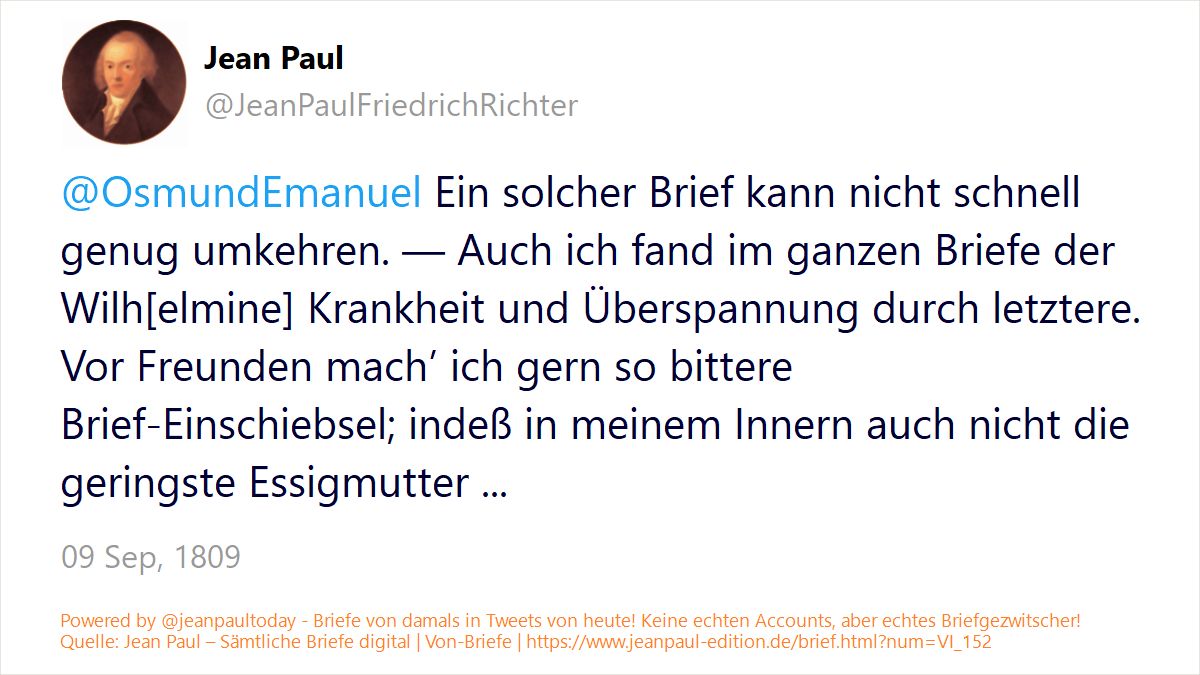 Jean Paul
@JeanPaulFriedrichRichter
@OsmundEmanuel Ein solcher Brief kann nicht schnell
genug umkehren. — Auch ich fand im ganzen Briefe der
Wilh[elmine] Krankheit und Überspannung durch letztere.
Vor Freunden mach’ ich gern so bittere
Brief-Einschiebsel; indeß in meinem Innern auch nicht die
geringste Essigmutter ...
09 Sep, 1809
Powered by @jeanpaultoday - Briefe von damals in Tweets von heute! Keine echten Accounts, aber echtes Briefgezwitscher!
Quelle: Jean Paul – Sämtliche Briefe digital | Von-Briefe | https://www.jeanpaul-edition.de/brief.html?num=VI_152